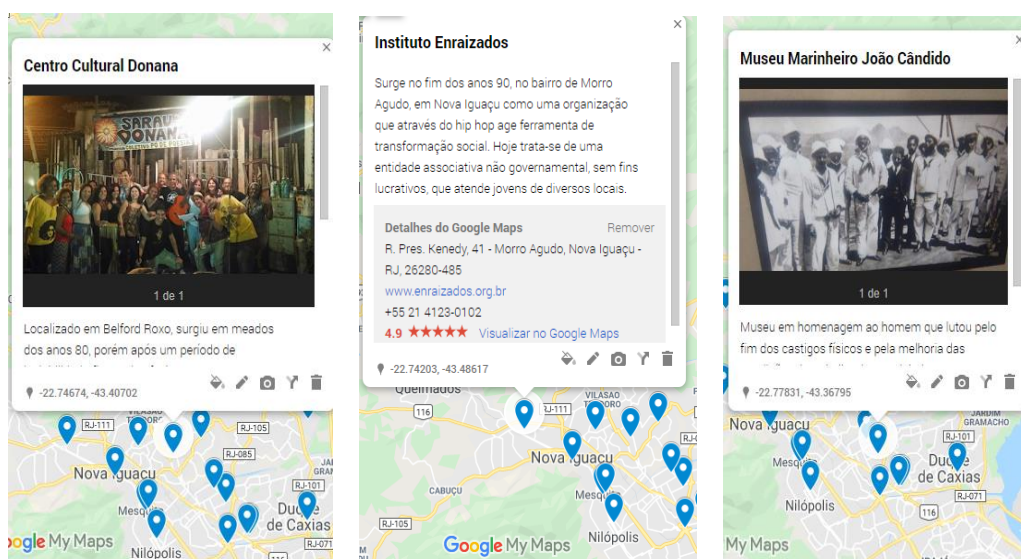 Centro Cultural Donana
SARAU
DONANA
1 de 1
Localizado em Belford Roxo, surgiu em meados
dos anos 80, porém após um período de
-22.74674, -43.40702
RJ-111
RJ-105
RJ-085
Nova Iguaçu
RJ-101
Mesquita
Duque
de Caxias
RJ-071
Google My Maps
Nilópolis
Instituto Enraizados
Surge no fim dos anos 90, no bairro de Morro
Agudo, em Nova Iguaçu como uma organização
que através do hip hop age ferramenta de
transformação social. Hoje trata-se de uma
entidade associativa não governamental, sem fins
lucrativos, que atende jovens de diversos locais.
Detalhes do Google Maps
Remover
R. Pres. Kenedy, 41 - Morro Agudo, Nova Iguaçu -
RJ, 26280-485
www.enraizados.org.br
+55 21 4123-0102
4.9 ★★★★★ Visualizar no Google Maps
-22.74203, -43.48617
Queimados
116
VILASAO
RJ-111
Nova Iguaçu
CABUÇU
Mesquita
RJ-105
Google My Maps
Nilópolis
Museu Marinheiro João Cândido
1 de 1
Museu em homenagem ao homem que lutou pelo
fim dos castigos físicos e pela melhoria das
-22.77831, -43.36795
Nova Iguaçu
JARDIM
GRAMACHO
RJ-101
Mesquita
Duque
de Caxias
RJ-071
Nilópolis
116
My Maps